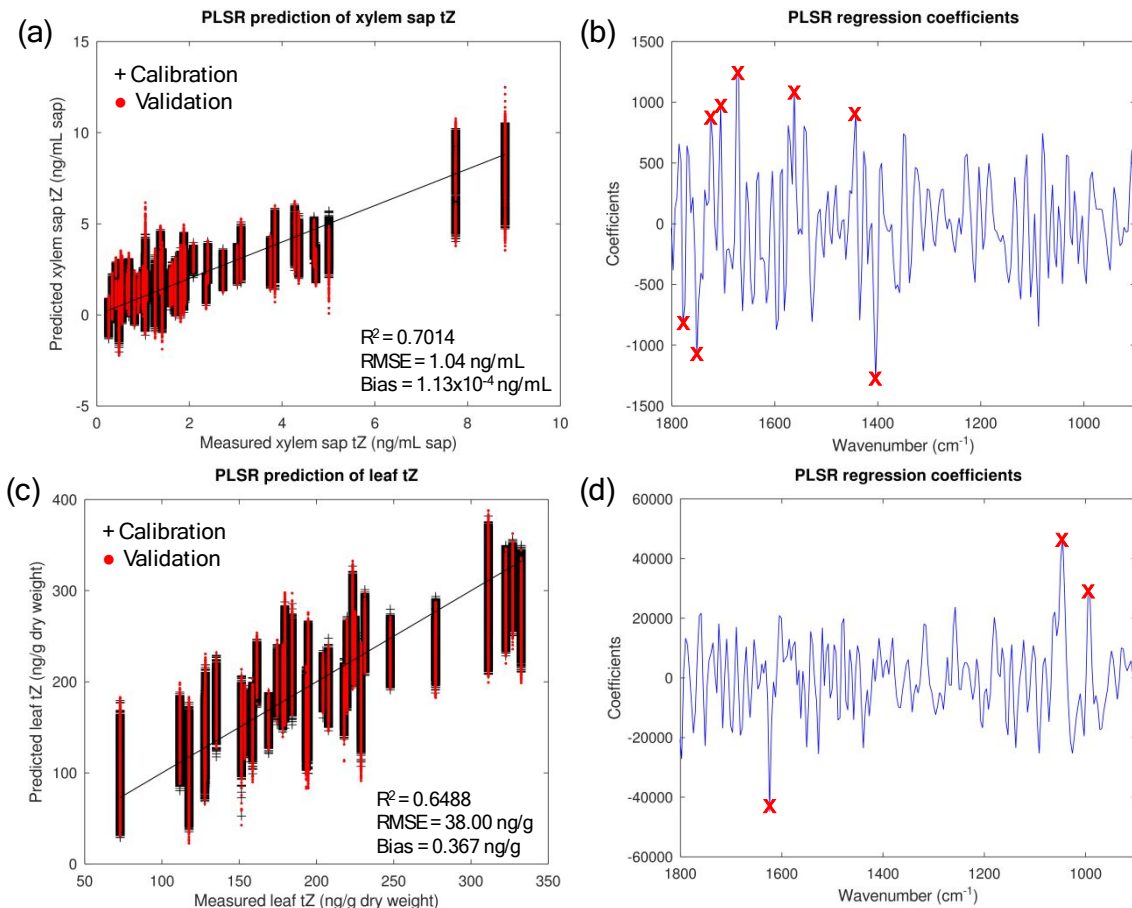 (a)
PLSR prediction of xylem sap tZ
+ Calibration
● Validation
15
10
5
0
-5
Predicted xylem sap tZ (ng/mL sap)
R² = 0.7014
RMSE = 1.04 ng/mL
Bias = 1.13x10⁻⁴ ng/mL
0 2 4 6 8 10
Measured xylem sap tZ (ng/mL sap)
(b)
PLSR regression coefficients
1500
1000
500
0
-500
-1000
-1500
Coefficients
X X X X X X X X X
1800 1600 1400 1200 1000
Wavenumber (cm⁻¹)
(c)
PLSR prediction of leaf tZ
+ Calibration
● Validation
400
300
200
100
0
Predicted leaf tZ (ng/g dry weight)
R² = 0.6488
RMSE = 38.00 ng/g
Bias = 0.367 ng/g
50 100 150 200 250 300 350
Measured leaf tZ (ng/g dry weight)
(d)
PLSR regression coefficients
60000
40000
20000
0
-20000
-40000
-60000
Coefficients
X X X
1800 1600 1400 1200 1000
Wavenumber (cm⁻¹)